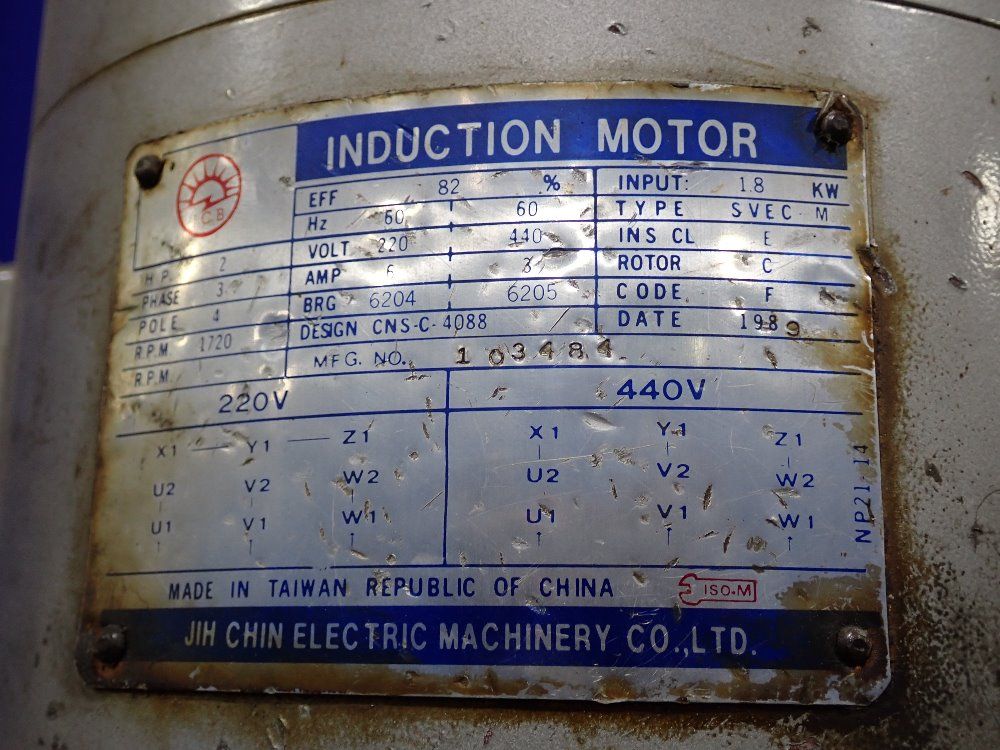 INDUCTION MOTOR
C.B
EFF 82 % INPUT: 1.8 KW
Hz 60 60 TYPE SVEC-M
VOLT 220 440 INS CL E
H P. 2 AMP 6 3 ROTOR C
PHASE 3 BRG 6204 6205 CODE F
POLE 4 DESIGN CNS-C-4088 DATE 1989
R.P.M. 1720 MFG. NO. 103484
R.P.M.
220V 440V
X1 — Y1 — Z1 X1 Y1 Z1
U2 V2 W2 U2 V2 W2
U1 V1 W1 U1 V1 W1
↑ ↑ ↑ ↑ ↑ ↑
NP21-14
MADE IN TAIWAN REPUBLIC OF CHINA ISO-M
JIH CHIN ELECTRIC MACHINERY CO.,LTD.